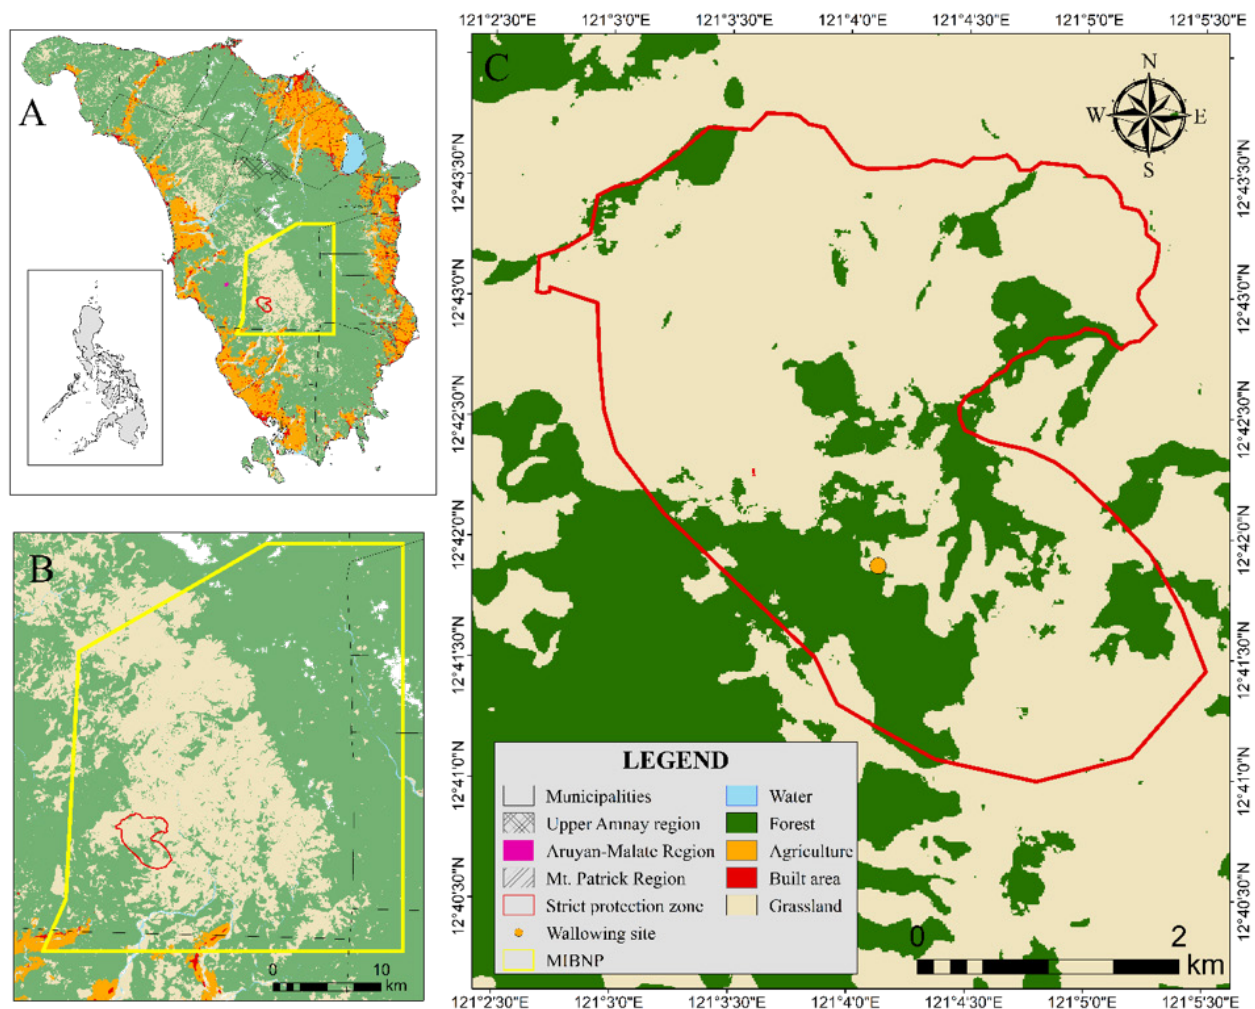 121°2'30"E 121°3'0"E 121°3'30"E 121°4'0"E 121°4'30"E 121°5'0"E 121°5'30"E
A
B
0 10
km
C
N
W E
S
12°43'30"N
12°43'0"N
12°42'30"N
12°42'0"N
12°41'30"N
12°41'0"N
12°40'30"N
12°43'30"N
12°43'0"N
12°42'30"N
12°42'0"N
12°41'30"N
12°41'0"N
12°40'30"N
LEGEND
Municipalities
Upper Amnay region
Aruyan-Malate Region
Mt. Patrick Region
Strict protection zone
Wallowing site
MIBNP
Water
Forest
Agriculture
Built area
Grassland
0 2
km
121°2'30"E 121°3'0"E 121°3'30"E 121°4'0"E 121°4'30"E 121°5'0"E 121°5'30"E